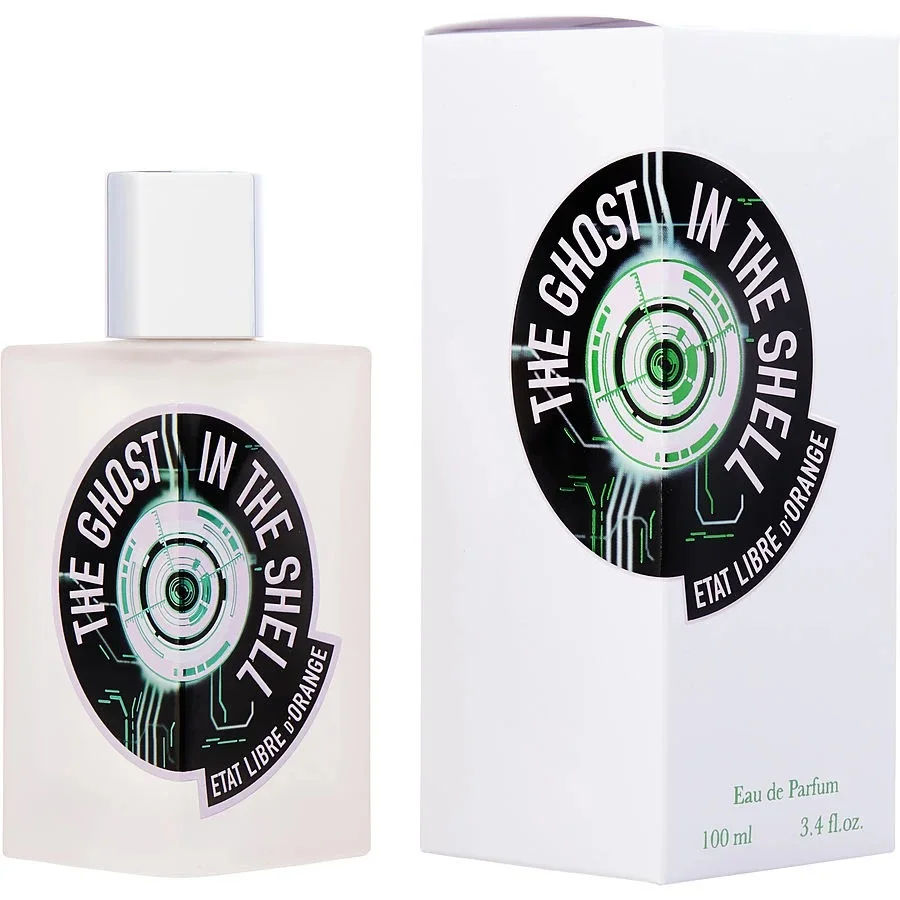 THE GHOST IN THE SHELL
ETAT LIBRE D'ORANGE
THE GHOST IN THE SHELL
ETAT LIBRE D'ORANGE
Eau de Parfum
100 ml 3.4 fl.oz.